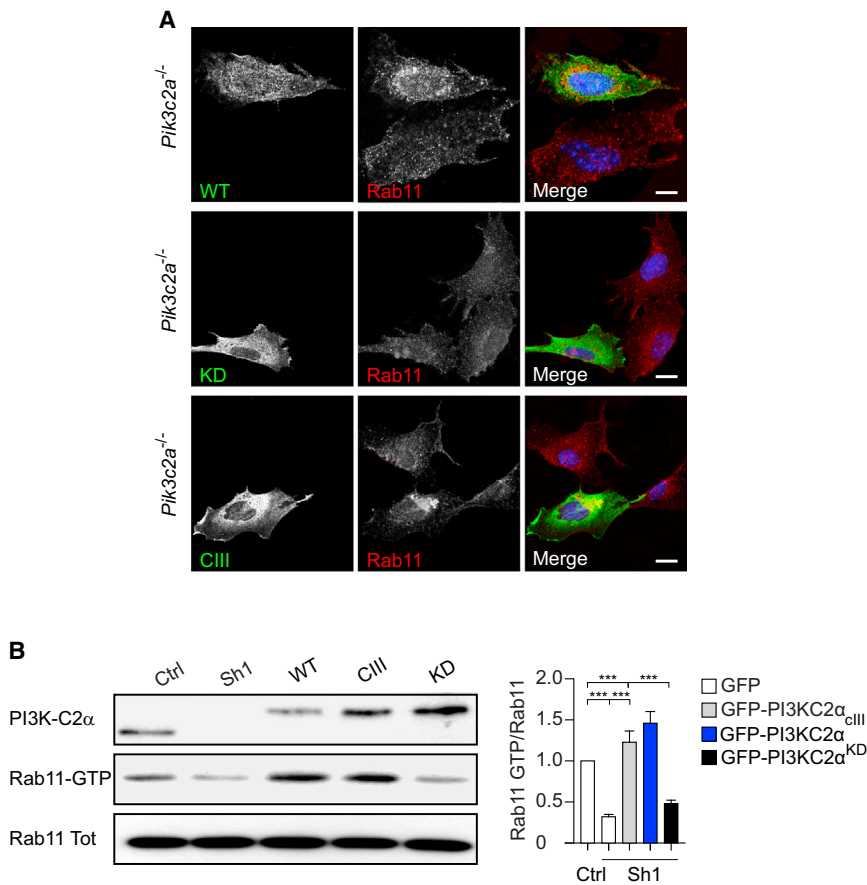 A
Pik3c2a-/-
WT
Rab11
Merge
Pik3c2a-/-
KD
Rab11
Merge
Pik3c2a-/-
CIII
Rab11
Merge
B
Ctrl Sh1 WT CIII KD
PI3K-C2α
Rab11-GTP
Rab11 Tot
Rab11 GTP/Rab11
2.0
1.5
1.0
0.5
0
*** ***
*** ***
Ctrl Sh1
GFP
GFP-PI3KC2α
GFP-PI3KC2αCIII
GFP-PI3KC2αKD